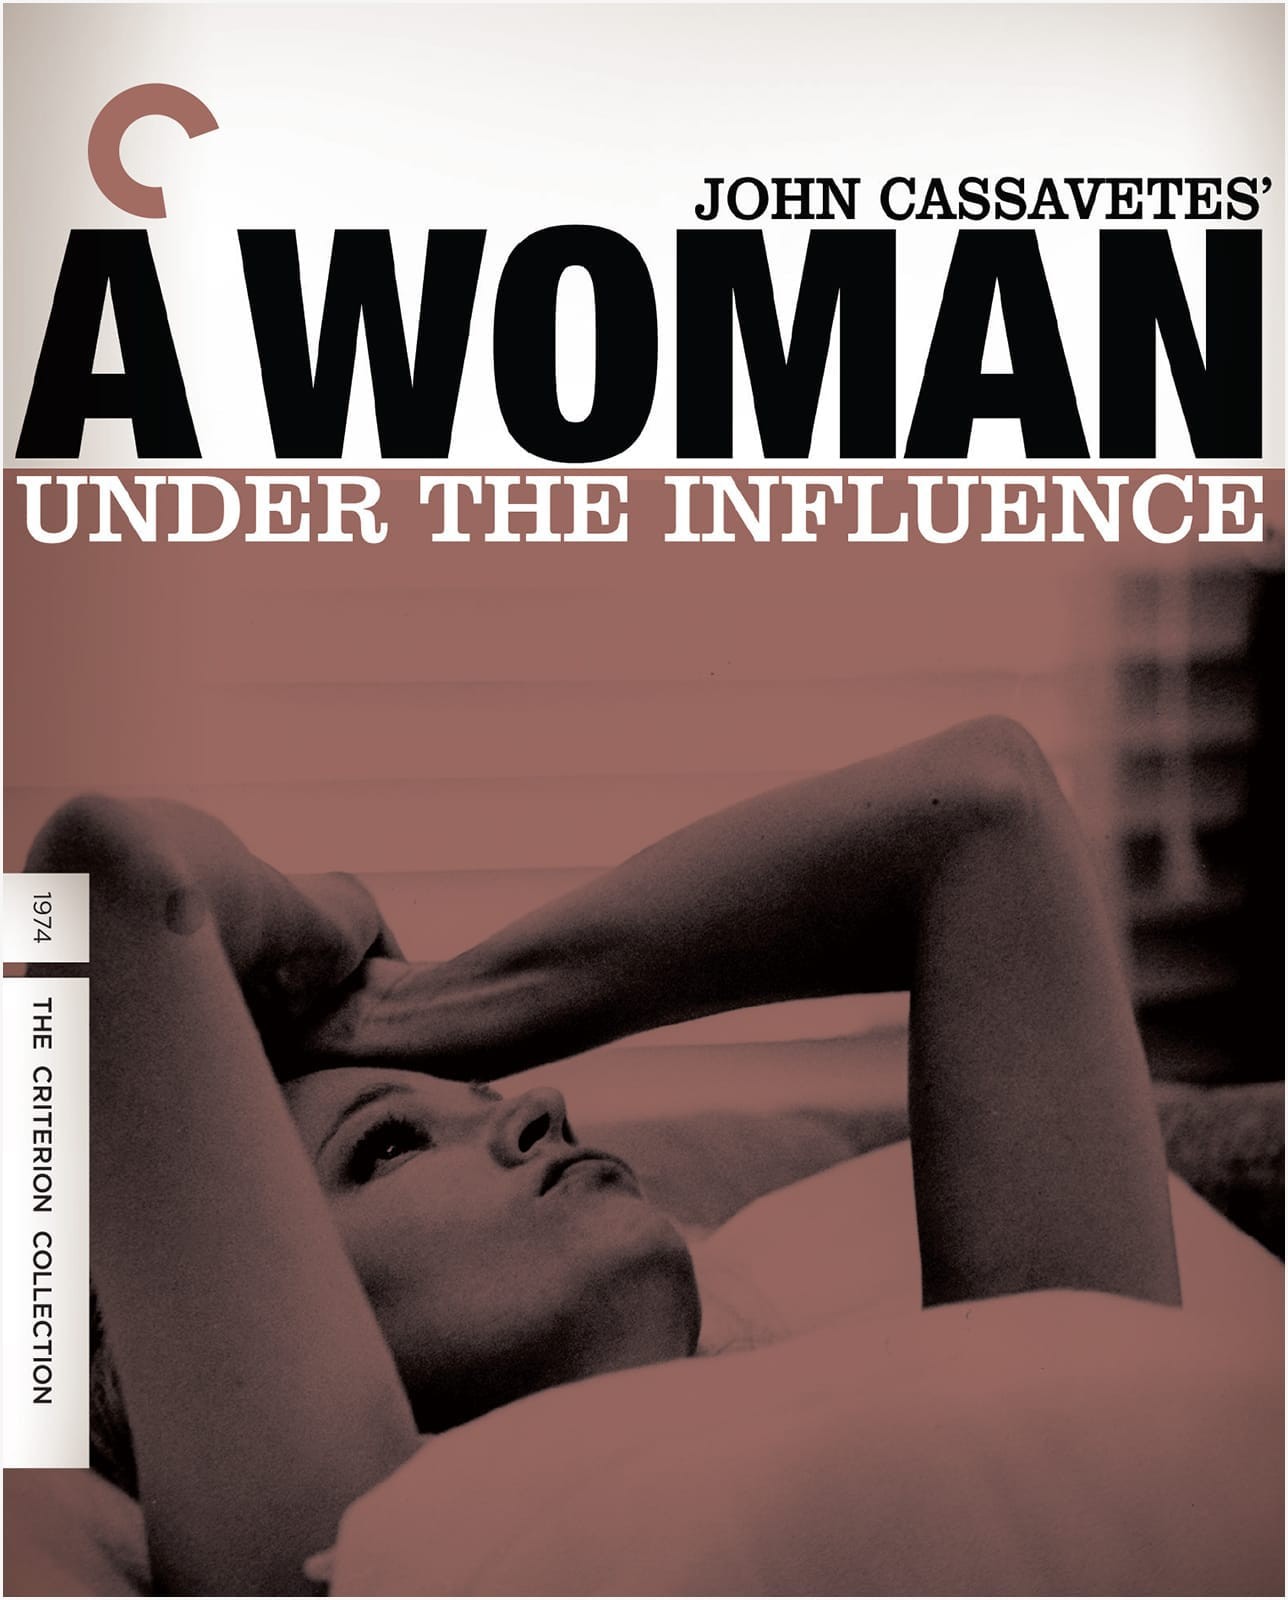 JOHN CASSAVETES’
A WOMAN
UNDER THE INFLUENCE
1974
THE CRITERION COLLECTION